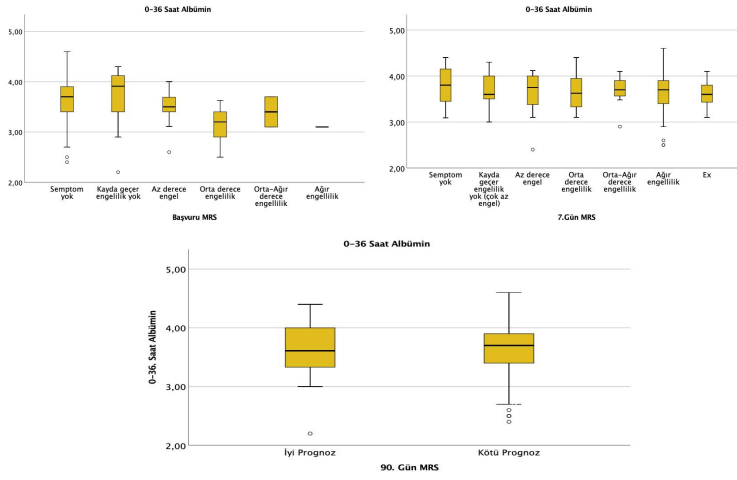 0-36 Saat Albümin
5,00
4,00
3,00
2,00
Semptom yok
Kayda geçer engelilik yok
Az derece engel
Orta derece engelilik
Orta-Ağır derece engellilik
Ağır engellilik
Başvuru MRS
0-36 Saat Albümin
5,00
4,00
3,00
2,00
Semptom yok
Kayda geçer engelilik yok (çok az engel)
Az derece engel
Orta derece engelilik
Orta-Ağır derece engellilik
Ağır engellilik
Ex
7.Gün MRS
0-36 Saat Albümin
0-36. Saat Albümin
5,00
4,00
3,00
2,00
İyi Prognoz
Kötü Prognoz
90. Gün MRS